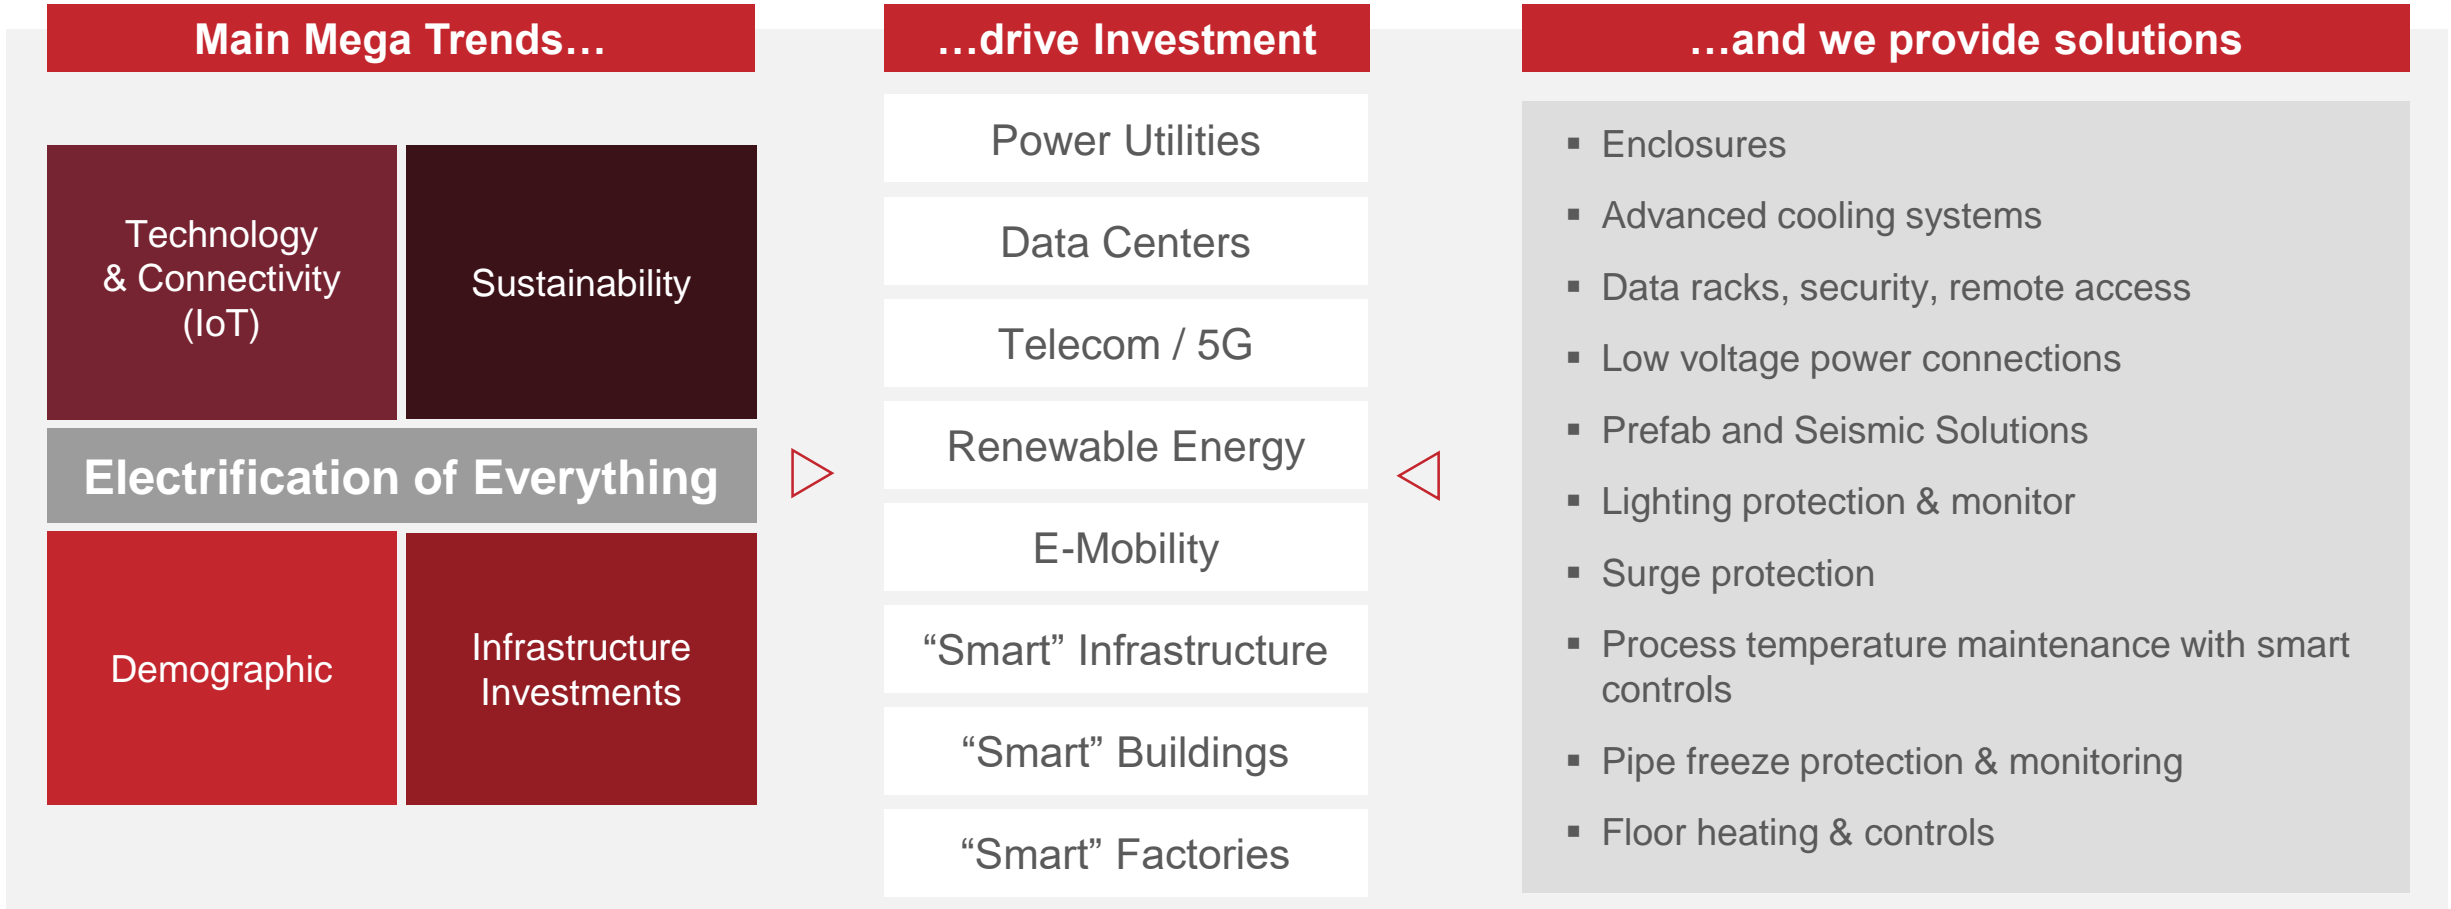 Main Mega Trends…
Technology
& Connectivity
(IoT)
Sustainability
Electrification of Everything
Demographic
Infrastructure
Investments
…drive Investment
Power Utilities
Data Centers
Telecom / 5G
Renewable Energy
E-Mobility
“Smart” Infrastructure
“Smart” Buildings
“Smart” Factories
…and we provide solutions
▪ Enclosures
▪ Advanced cooling systems
▪ Data racks, security, remote access
▪ Low voltage power connections
▪ Prefab and Seismic Solutions
▪ Lighting protection & monitor
▪ Surge protection
▪ Process temperature maintenance with smart
controls
▪ Pipe freeze protection & monitoring
▪ Floor heating & controls